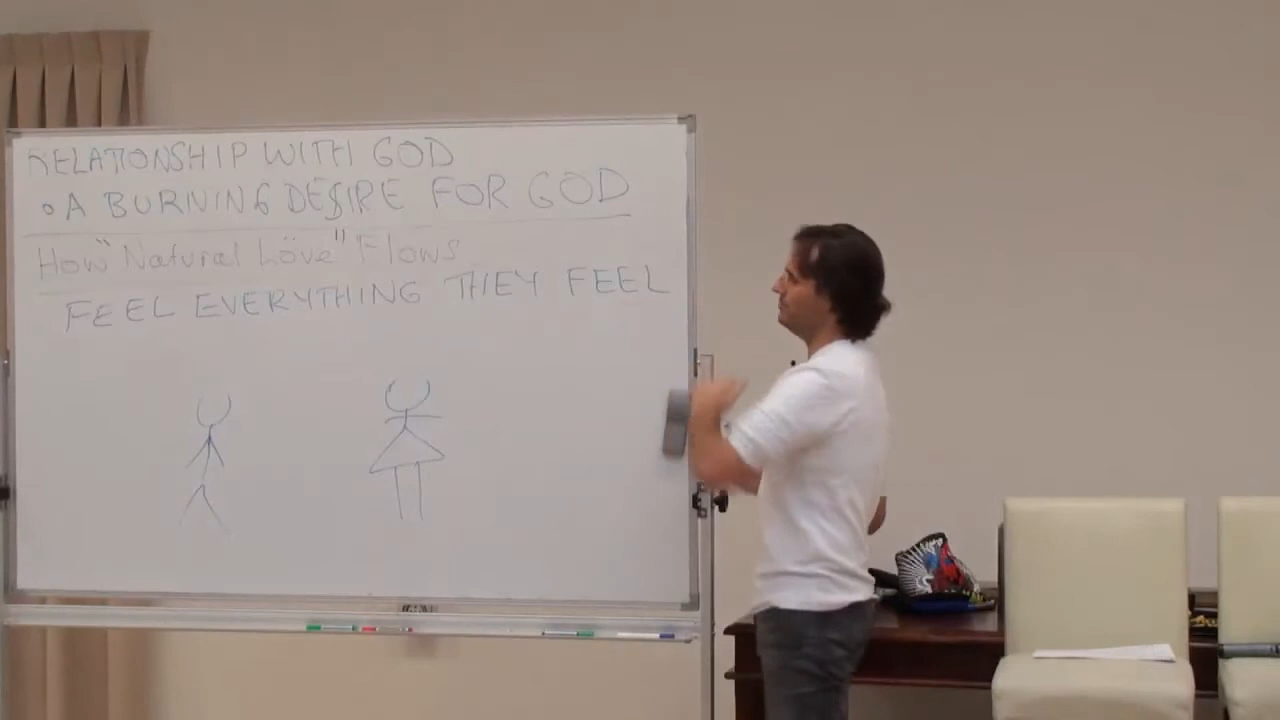 RELATIONSHIP WITH GOD
• A BURNING DESIRE FOR GOD
How "Natural Love" Flows
FEEL EVERYTHING THEY FEEL